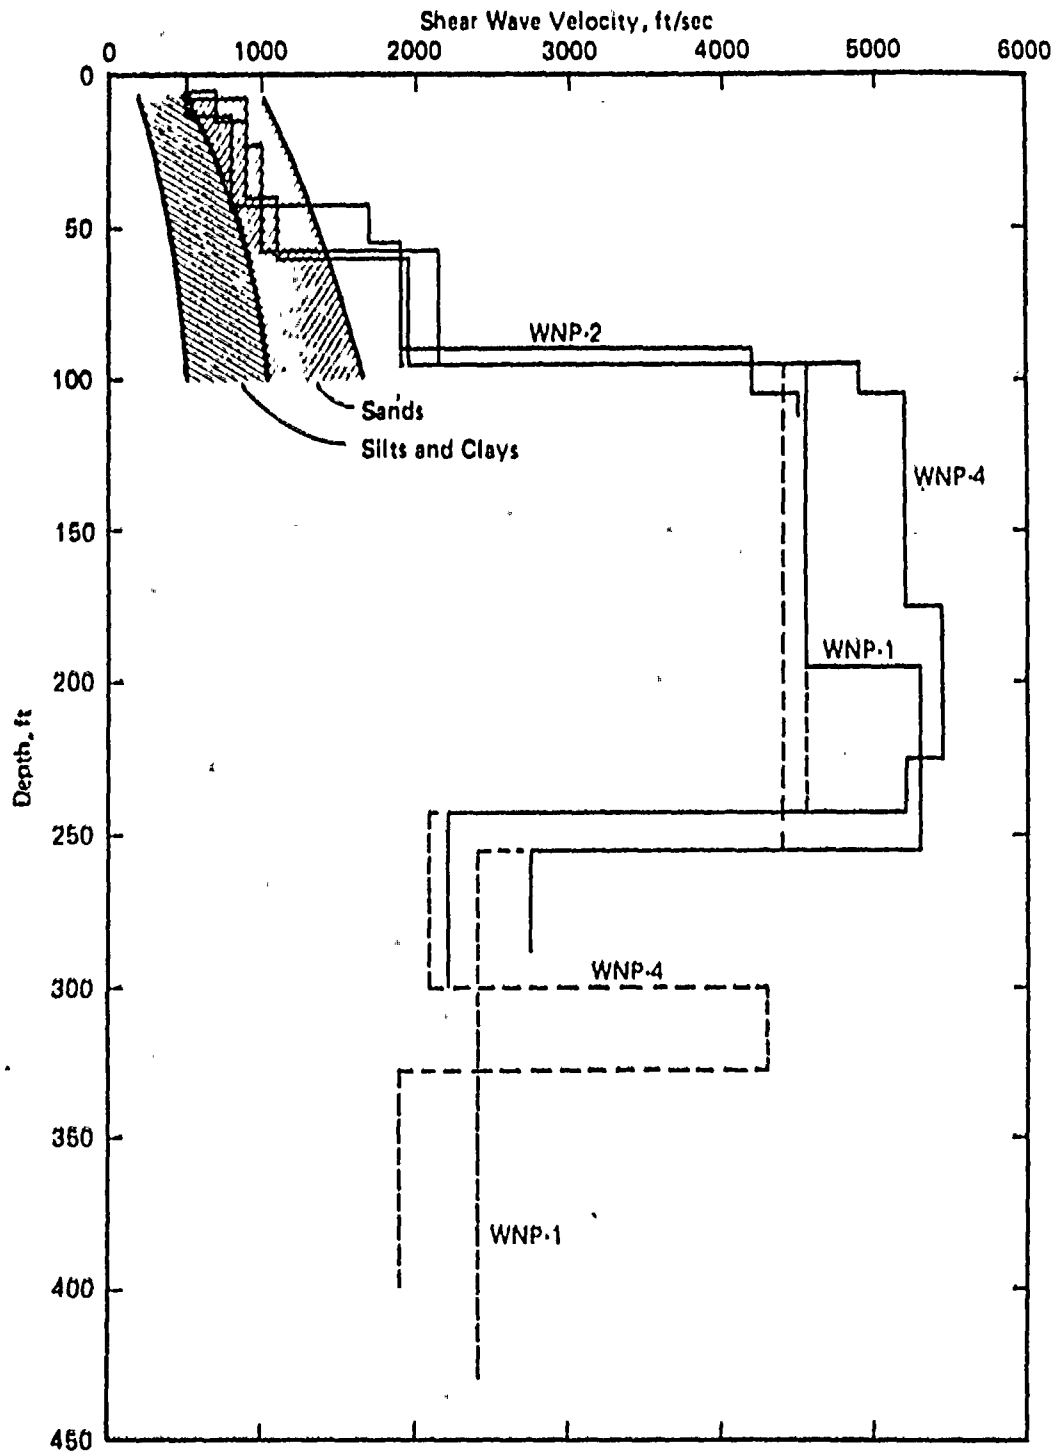 Shear Wave Velocity, ft/sec
0 1000 2000 3000 4000 5000 6000
0
50
100
150
200
250
300
350
400
450
Depth, ft
WNP-2
Sands
Silts and Clays
WNP-4
WNP-1
WNP-4
WNP-1